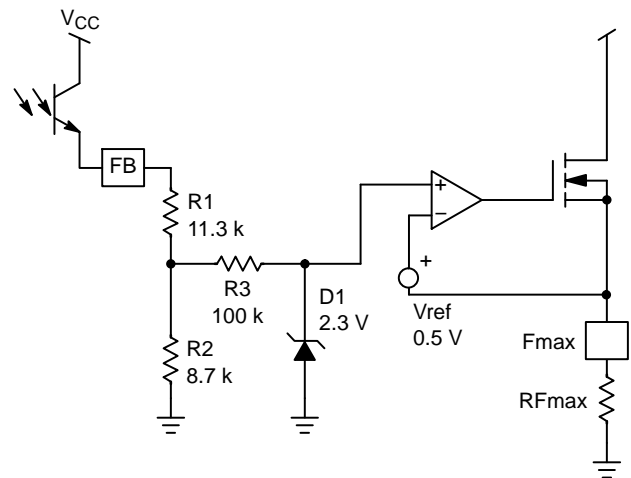 VCC
FB
R1
11.3 k
R3
100 k
R2
8.7 k
D1
2.3 V
+
−
+
Vref
0.5 V
Fmax
RFmax